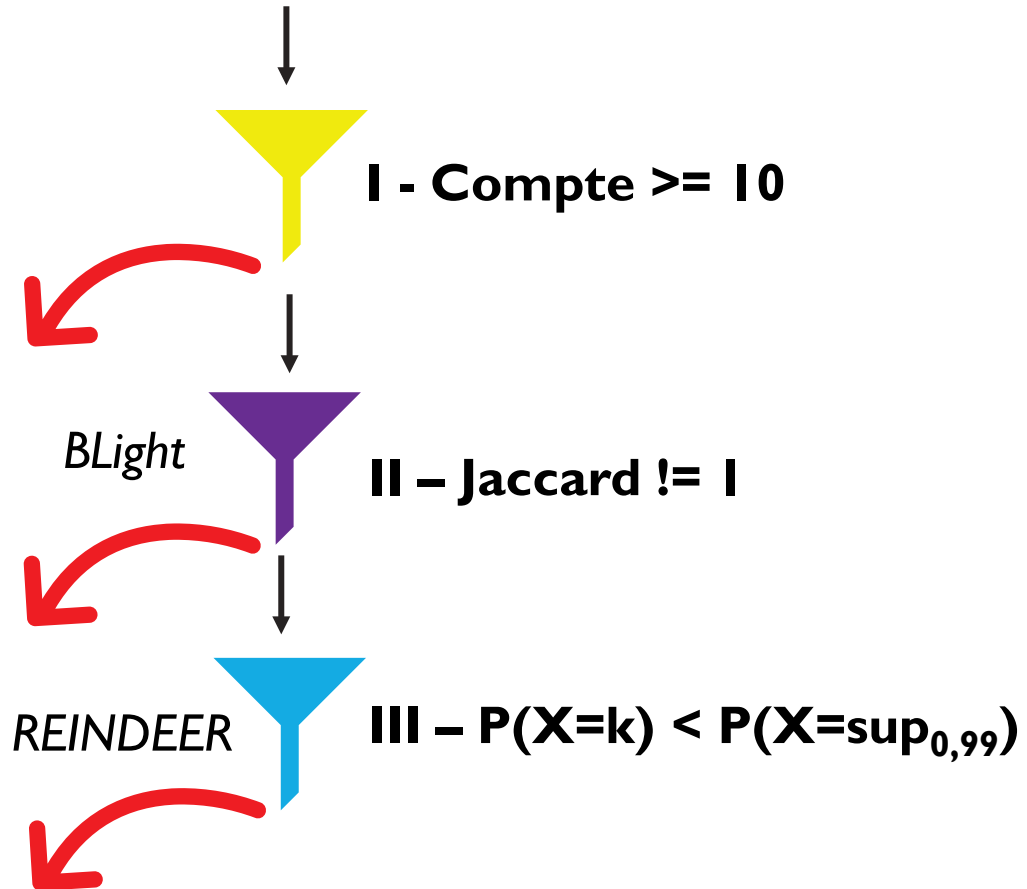 I - Compte >= 10
BLight
II – Jaccard != 1
REINDEER
III – P(X=k) < P(X=sup0,99)